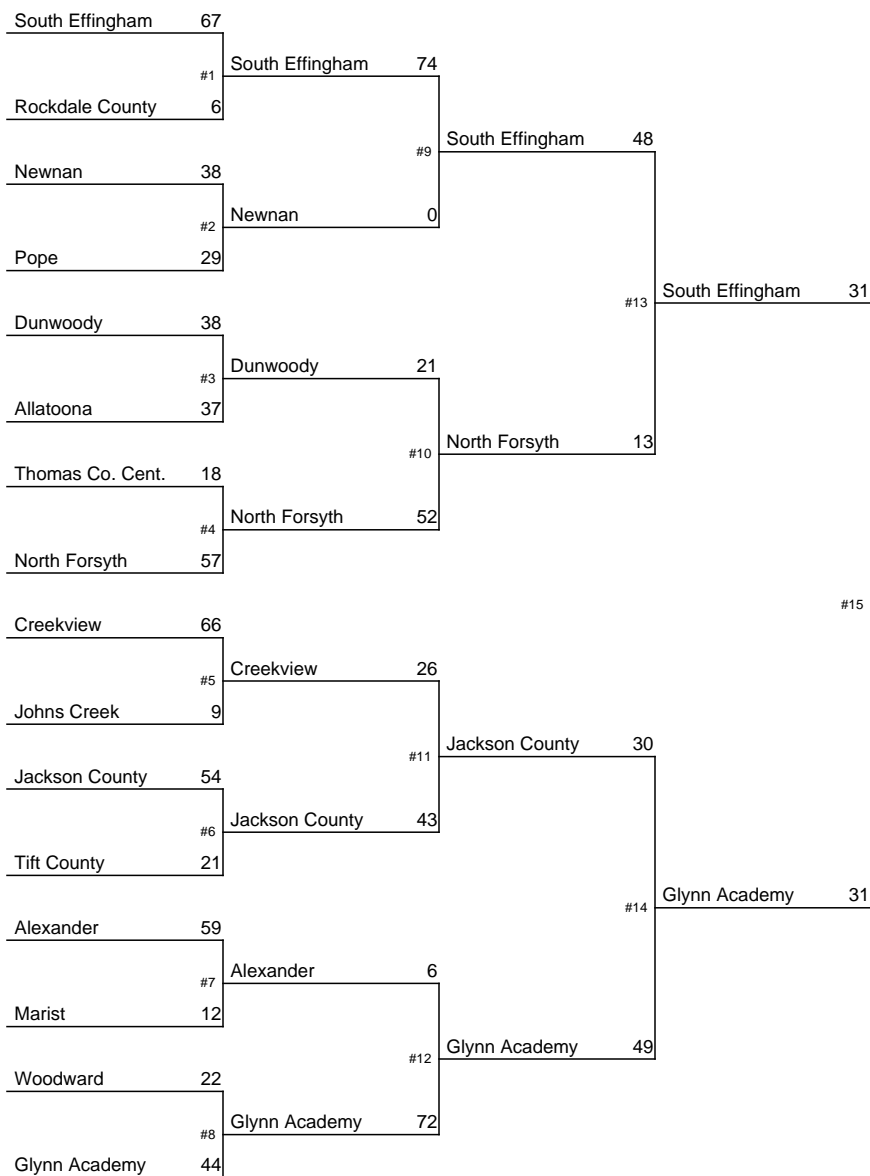 South Effingham 67
#1
South Effingham 74
Rockdale County 6
#9
South Effingham 48
Newnan 38
#2
Newnan 0
Pope 29
#13
South Effingham 31
Dunwoody 38
#3
Dunwoody 21
Allatoona 37
#10
North Forsyth 13
Thomas Co. Cent. 18
#4
North Forsyth 52
North Forsyth 57
#15
Creekview 66
#5
Creekview 26
Johns Creek 9
#11
Jackson County 30
Jackson County 54
#6
Jackson County 43
Tift County 21
#14
Glynn Academy 31
Alexander 59
#7
Alexander 6
Marist 12
#12
Glynn Academy 49
Woodward 22
#8
Glynn Academy 72
Glynn Academy 44